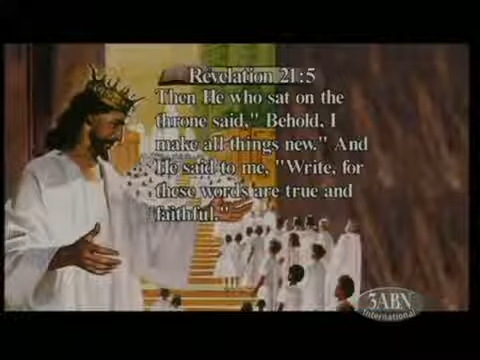 Revelation 21:5
Then He who sat on the
throne said," Behold, I
make all things new." And
He said to me, "Write, for
these words are true and
faithful."
3ABN
International